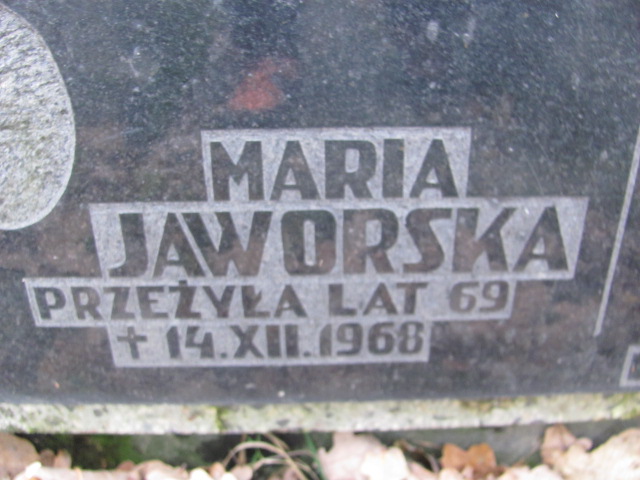 MARIA
JAWORSKA
PRZEŻYŁA LAT 69
+ 14.XII.1968